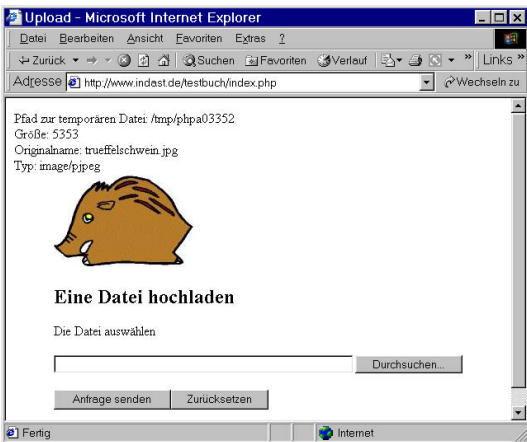 Upload - Microsoft Internet Explorer
Datei Bearbeiten Ansicht Favoriten Extras ?
Zurück Suchen Favoriten Verlauf » Links »
Adresse http://www.indast.de/testbuch/index.php Wechseln zu
Pfad zur temporären Datei: /tmp/phpa03352
Größe: 5353
Originalname: trueffelschwein.jpg
Typ: image/pjpeg
Eine Datei hochladen
Die Datei auswählen
Durchsuchen...
Anfrage senden Zurücksetzen
Fertig Internet